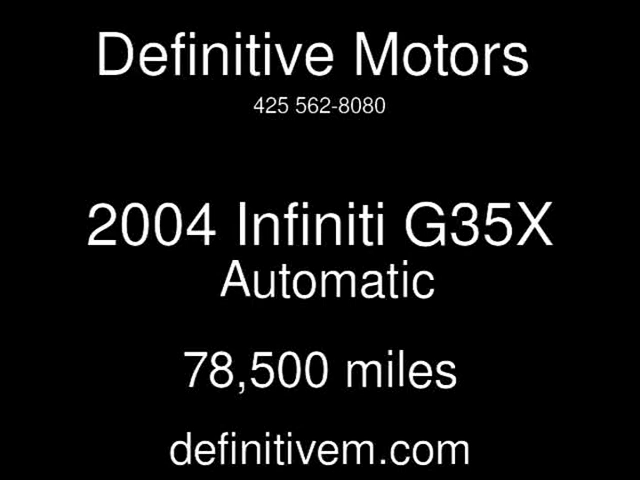 Definitive Motors
425 562-8080
2004 Infiniti G35X
Automatic
78,500 miles
definitivem.com